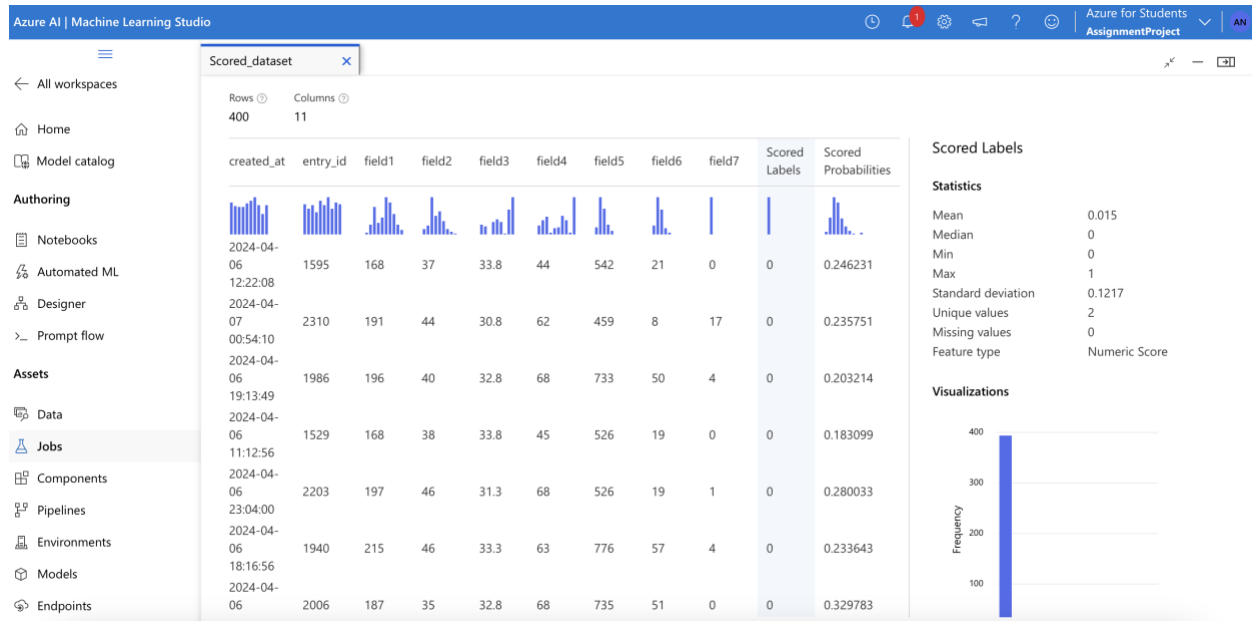 Azure AI | Machine Learning Studio
1
?
Azure for Students
AssignmentProject
AN
All workspaces
Home
Model catalog
Authoring
Notebooks
Automated ML
Designer
Prompt flow
Assets
Data
Jobs
Components
Pipelines
Environments
Models
Endpoints
Scored_dataset
Rows ? Columns ?
400 11
created_at entry_id field1 field2 field3 field4 field5 field6 field7 Scored Labels Scored Probabilities
2024-04-
06 1595 168 37 33.8 44 542 21 0 0 0.246231
12:22:08
2024-04-
07 2310 191 44 30.8 62 459 8 17 0 0.235751
00:54:10
2024-04-
06 1986 196 40 32.8 68 733 50 4 0 0.203214
19:13:49
2024-04-
06 1529 168 38 33.8 45 526 19 0 0 0.183099
11:12:56
2024-04-
06 2203 197 46 31.3 68 526 19 1 0 0.280033
23:04:00
2024-04-
06 1940 215 46 33.3 63 776 57 4 0 0.233643
18:16:56
2024-04-
06 2006 187 35 32.8 68 735 51 0 0 0.329783
Scored Labels
Statistics
Mean 0.015
Median 0
Min 0
Max 1
Standard deviation 0.1217
Unique values 2
Missing values 0
Feature type Numeric Score
Visualizations
400
300
200
100
Frequency